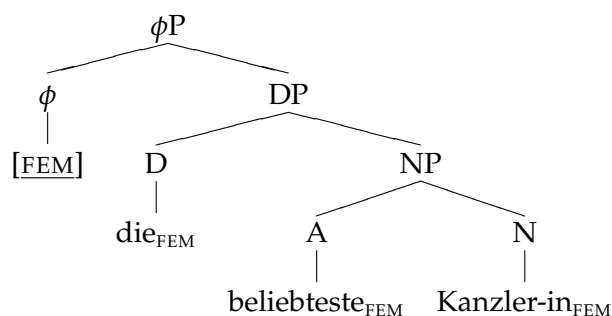 ϕP
ϕ DP
[FEM] D NP
die_FEM A N
beliebteste_FEM Kanzler-in_FEM